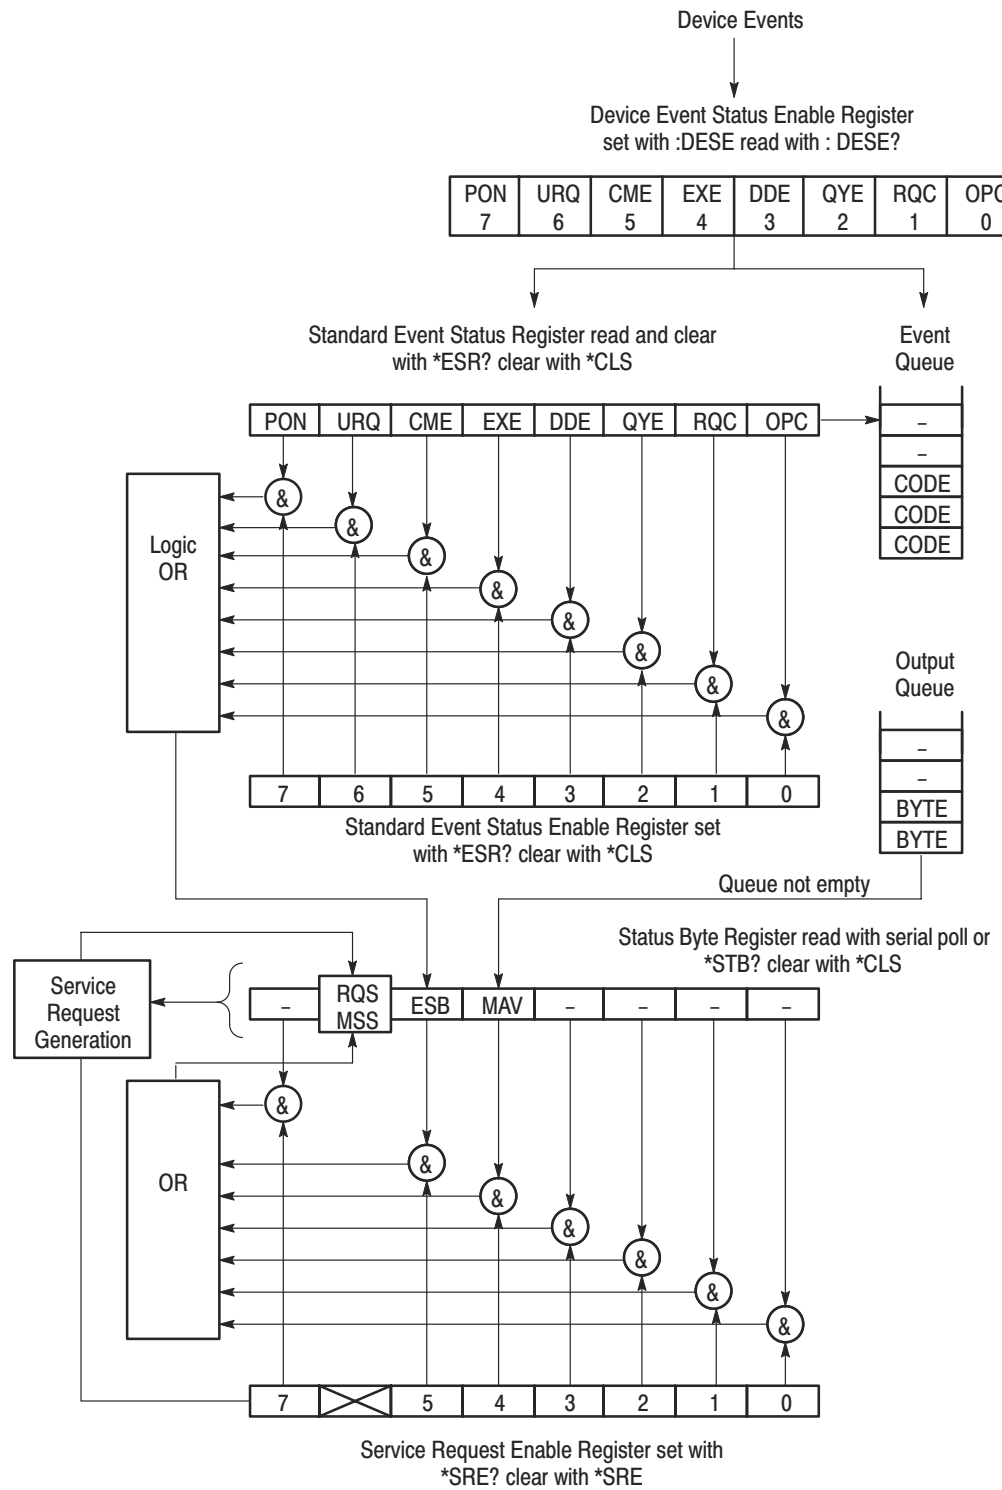 Device Events
Device Event Status Enable Register
set with :DESE read with : DESE?
PON URQ CME EXE DDE QYE RQC OPC
7 6 5 4 3 2 1 0
Standard Event Status Register read and clear
with *ESR? clear with *CLS
Event
Queue
PON URQ CME EXE DDE QYE RQC OPC
–
–
CODE
CODE
CODE
& & & & & & & &
Logic
OR
Output
Queue
–
–
BYTE
BYTE
7 6 5 4 3 2 1 0
Standard Event Status Enable Register set
with *ESR? clear with *CLS
Queue not empty
Status Byte Register read with serial poll or
*STB? clear with *CLS
Service
Request
Generation
– RQS MSS ESB MAV – – – –
& & & & & & &
OR
7 5 4 3 2 1 0
Service Request Enable Register set with
*SRE? clear with *SRE